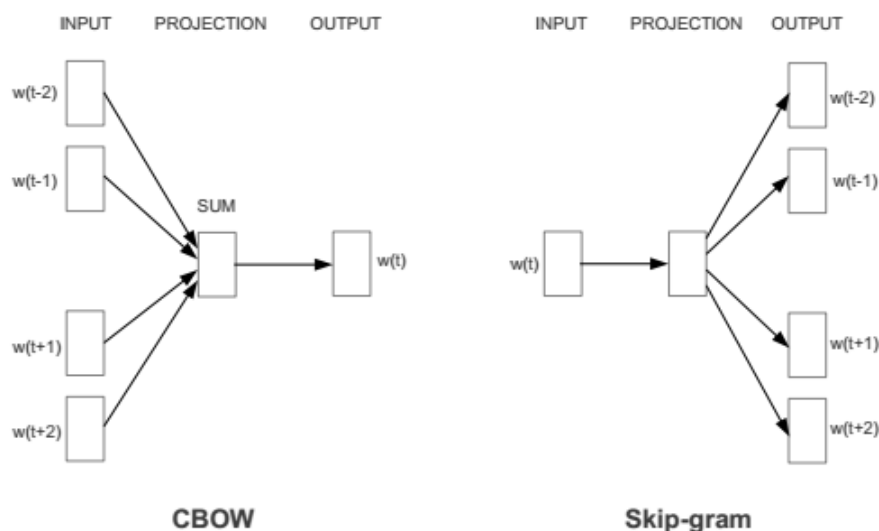 INPUT PROJECTION OUTPUT
w(t-2)
w(t-1)
SUM
w(t)
w(t+1)
w(t+2)
CBOW
INPUT PROJECTION OUTPUT
w(t-2)
w(t-1)
w(t)
w(t+1)
w(t+2)
Skip-gram